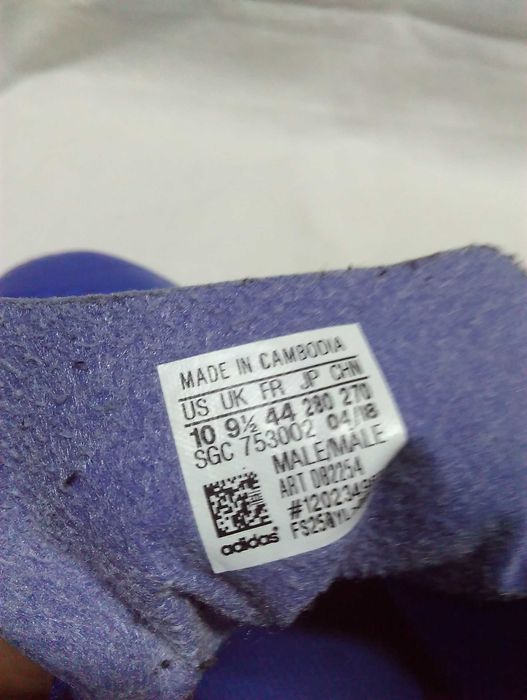 MADE IN CAMBODIA
US UK FR JP CHN
10 9½ 44 280 270
SGC 753002 04/18
MALE/MALE
ART DB2254
adidas